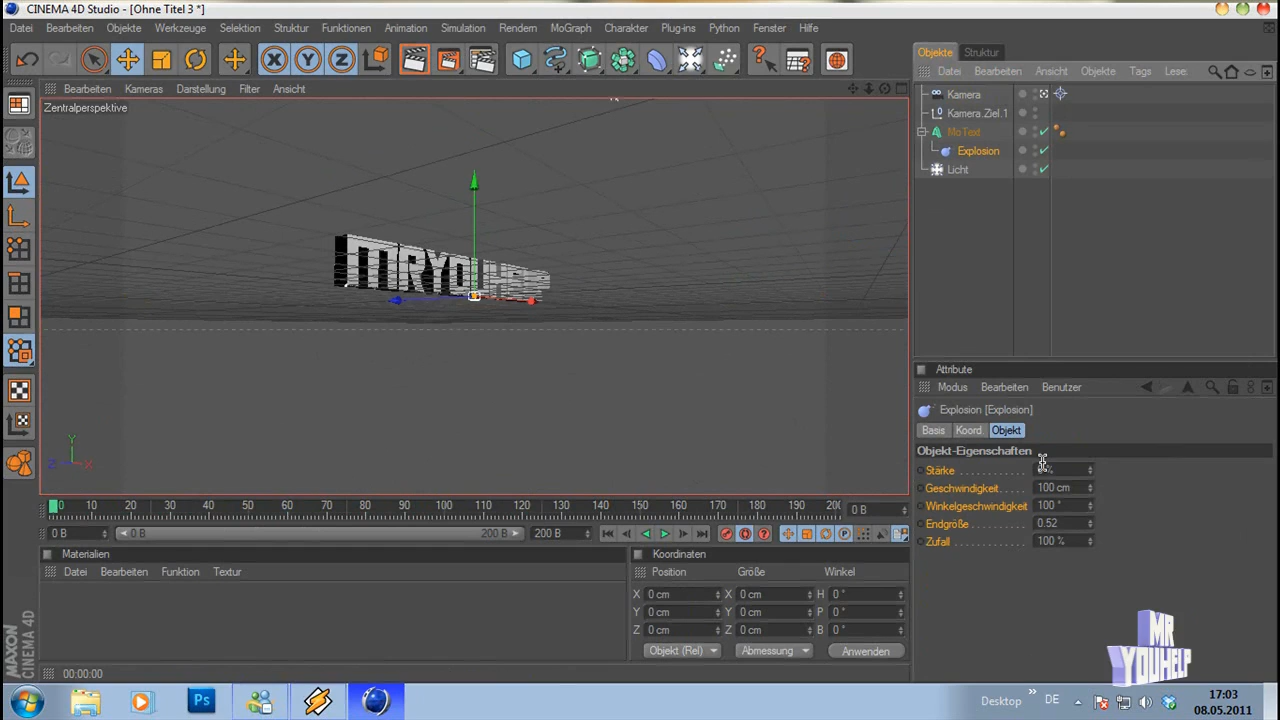 CINEMA 4D Studio - [Ohne Titel 3 *]
Datei Bearbeiten Objekte Werkzeuge Selektion Struktur Funktionen Animation Simulation Rendern MoGraph Charakter Plug-ins Python Fenster Hilfe
X Y Z
Objekte Struktur
Datei Bearbeiten Ansicht Objekte Tags Lese
Bearbeiten Kameras Darstellung Filter Ansicht
Zentralperspektive
Kamera
Kamera.Ziel.1
MoText
Explosion
Licht
MRYOUHELP
Y
Z X
Attribute
Modus Bearbeiten Benutzer
Explosion [Explosion]
Basis Koord. Objekt
Objekt-Eigenschaften
Stärke %
Geschwindigkeit 100 cm
Winkelgeschwindigkeit 100 °
Endgröße 0.52
Zufall 100 %
0 10 20 30 40 50 60 70 80 90 100 110 120 130 140 150 160 170 180 190 200 0 B
0 B 0 B 200 B 200 B
Materialien
Datei Bearbeiten Funktion Textur
Koordinaten
Position Größe Winkel
X 0 cm X 0 cm H 0 °
Y 0 cm Y 0 cm P 0 °
Z 0 cm Z 0 cm B 0 °
Objekt (Rel) Abmessung Anwenden
00:00:00
MAXON
CINEMA 4D
MR
YOUHELP
Ps
Desktop » DE 17:03
08.05.2011